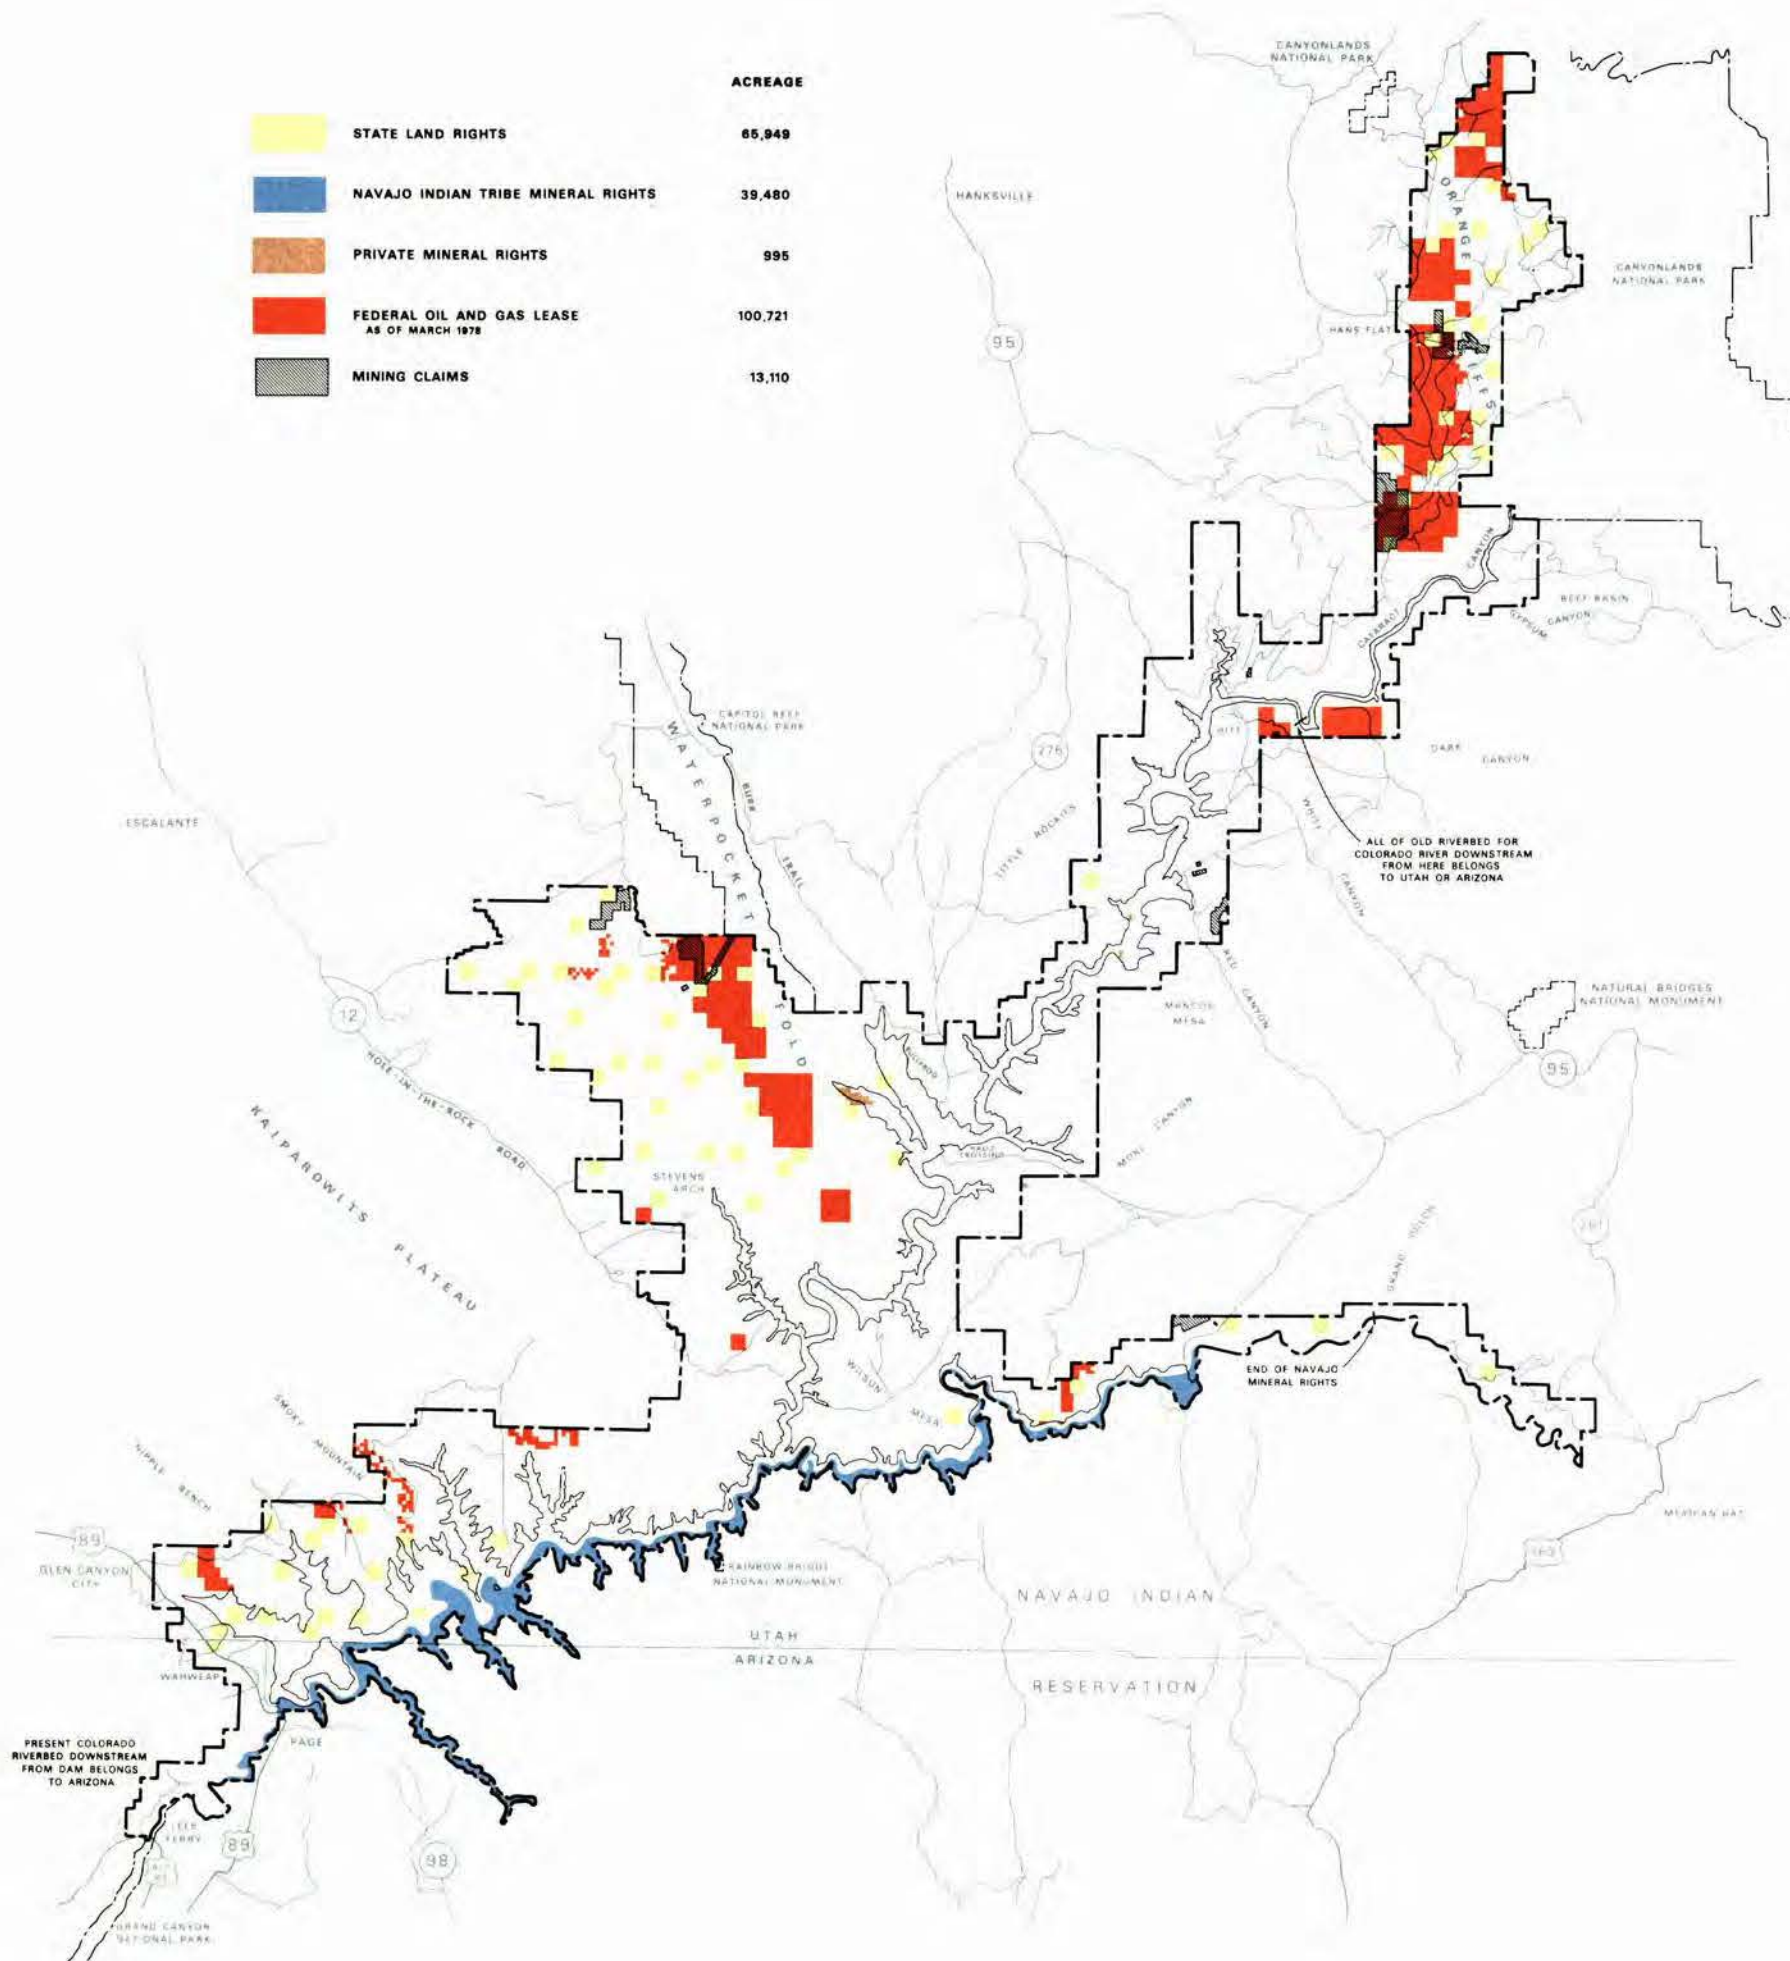 ACREAGE
STATE LAND RIGHTS 65,949
NAVAJO INDIAN TRIBE MINERAL RIGHTS 39,480
PRIVATE MINERAL RIGHTS 995
FEDERAL OIL AND GAS LEASE 100,721
AS OF MARCH 1978
MINING CLAIMS 13,110
CANYONLANDS
NATIONAL PARK
HANKSVILLE
ORANGE
CANYONLANDS
NATIONAL PARK
HANS FLAT
95
CATARACT
CANYON
BEEF BASIN
GYPSUM
CANYON
CAPITOL REEF
NATIONAL PARK
WATERPOCKET
FOLD
BURR
TRAIL
276
HITE
DARK
CANYON
ESCALANTE
LITTLE ROCKIES
WHITE
CANYON
ALL OF OLD RIVERBED FOR
COLORADO RIVER DOWNSTREAM
FROM HERE BELONGS
TO UTAH OR ARIZONA
RED
CANYON
MANCOS
MESA
NATURAL BRIDGES
NATIONAL MONUMENT
12
95
HOLE-IN-THE-ROCK
ROAD
BULLFROG
KAIPAROWITS
PLATEAU
MOKI CANYON
HALLS
CROSSING
STEVENS
ARCH
261
GRAND GULCH
WILSON
MESA
END OF NAVAJO
MINERAL RIGHTS
SMOKY
MOUNTAIN
NIPPLE
BENCH
89
GLEN CANYON
CITY
MEXICAN HAT
163
RAINBOW BRIDGE
NATIONAL MONUMENT
NAVAJO INDIAN
RESERVATION
UTAH
ARIZONA
WAHWEAP
PAGE
PRESENT COLORADO
RIVERBED DOWNSTREAM
FROM DAM BELONGS
TO ARIZONA
FERRY
89
98
GRAND CANYON
NATIONAL PARK